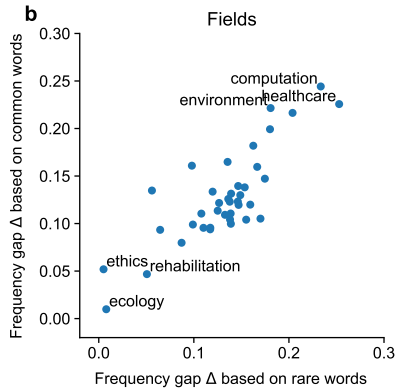 b
Fields
Frequency gap Δ based on common words
0.30
0.25
0.20
0.15
0.10
0.05
0.00
computation
environment
healthcare
ethics
rehabilitation
ecology
0.0
0.1
0.2
0.3
Frequency gap Δ based on rare words